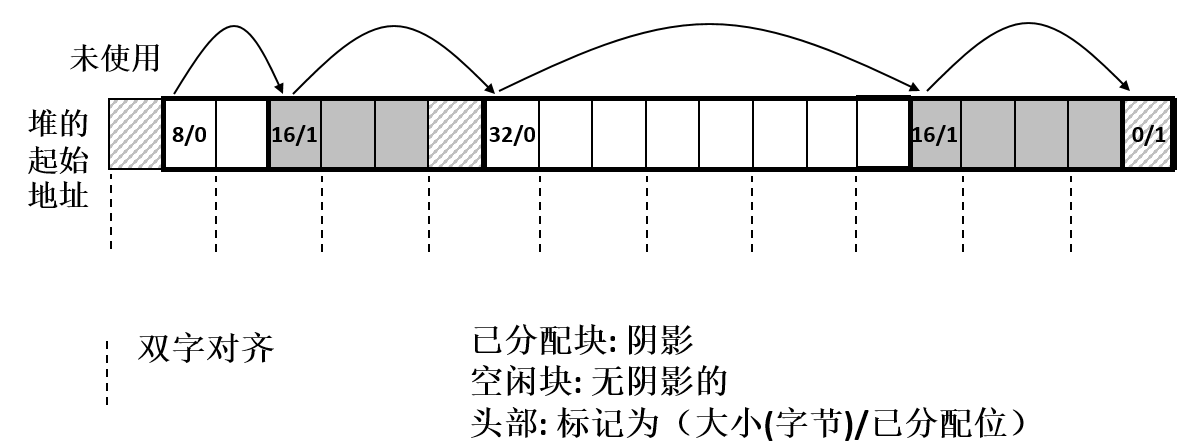 未使用
堆的
起始
地址
8/0
16/1
32/0
16/1
0/1
双字对齐
已分配块: 阴影
空闲块: 无阴影的
头部: 标记为（大小(字节)/已分配位）